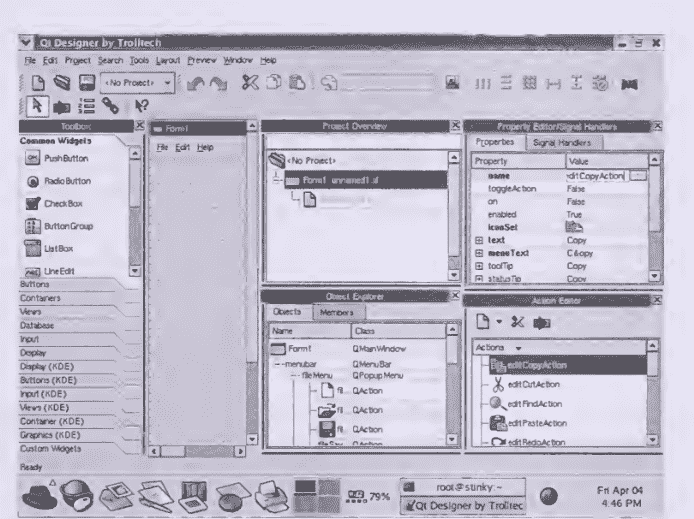 Qt Designer by Trolltech
File Edit Project Search Tools Layout Preview Window Help
<No Project>
Toolbox
Common Widgets
PushButton
RadioButton
CheckBox
ButtonGroup
ListBox
LineEdit
Buttons
Containers
Views
Database
Input
Display
Display (KDE)
Buttons (KDE)
Input (KDE)
Views (KDE)
Container (KDE)
Graphics (KDE)
Custom Widgets
Form1
File Edit Help
Project Overview
<No Project>
Form1 unnamed1.ui
Object Explorer
Objects Members
Name Class
Form1 QMainWindow
menubar QMenuBar
fileMenu QPopupMenu
fil... QAction
fil... QAction
fil... QAction
fileSav... QAction
Property Editor/Signal Handlers
Properties Signal Handlers
Property Value
name editCopyAction
toggleAction False
on False
enabled True
iconSet
text Copy
menuText C&opy
toolTip Copy
statusTip Copy
Action Editor
Actions
editCopyAction
editCutAction
editFindAction
editPasteAction
editRedoAction
Ready
79%
root@stinky:~
Qt Designer by Trolltec
Fri Apr 04
4:46 PM